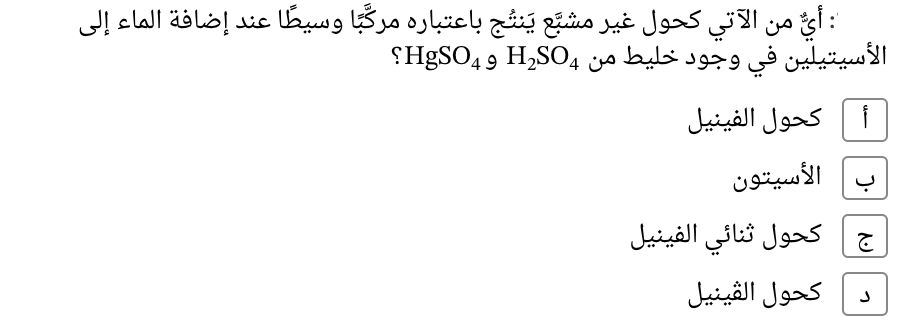 : أيٌّ من الآتي كحول غير مشبَّع يَنتُج باعتباره مركَّبًا وسيطًا عند إضافة الماء إلى
الأسيتيلين في وجود خليط من H₂SO₄ و HgSO₄؟
أ كحول الفينيل
ب الأسيتون
ج كحول ثنائي الفينيل
د كحول الڤينيل